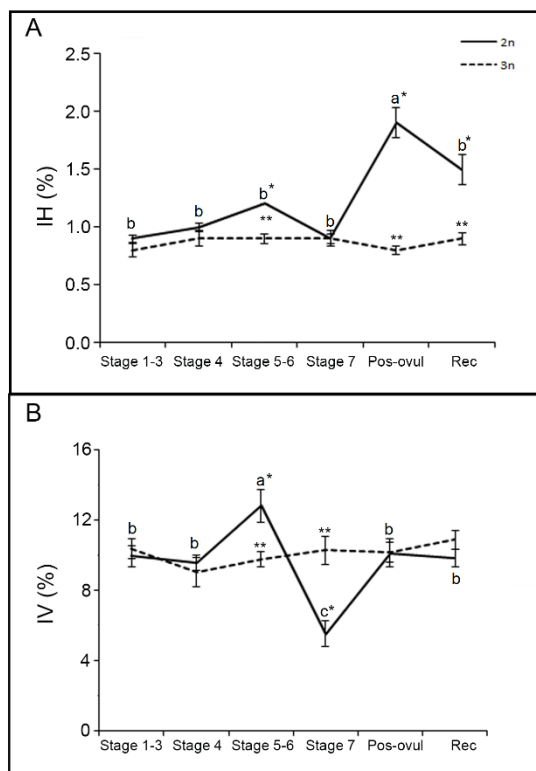 A
2n
3n
2.5
2.0
1.5
1.0
0.5
0.0
IH (%)
a*
b*
b b b* b
** ** **
Stage 1-3 Stage 4 Stage 5-6 Stage 7 Pos-ovul Rec
B
16
12
8
4
0
IV (%)
a*
b b ** b
**
b
c*
Stage 1-3 Stage 4 Stage 5-6 Stage 7 Pos-ovul Rec